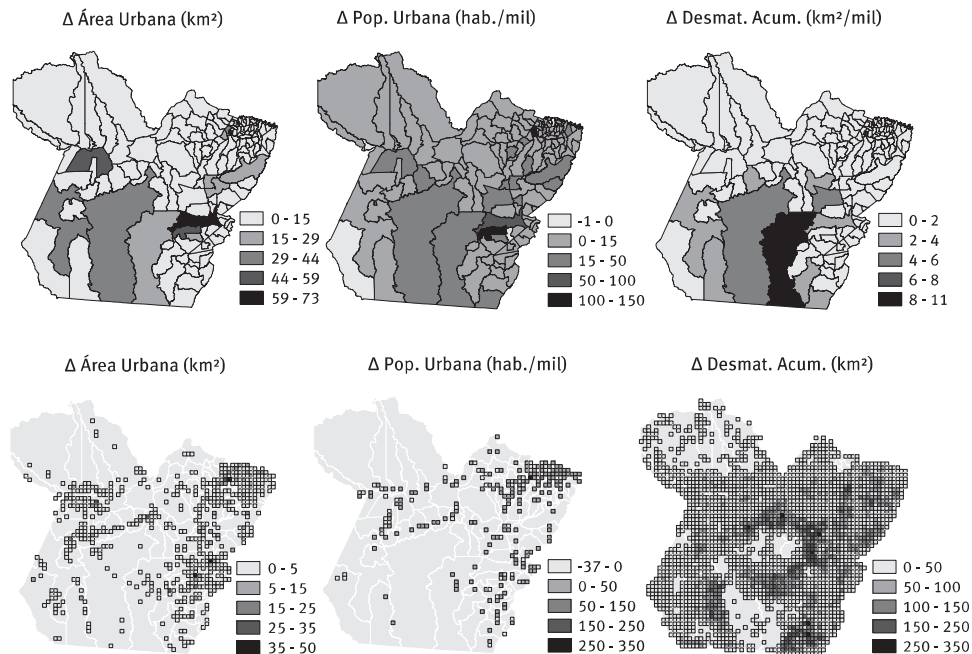 Δ Área Urbana (km²)
Δ Pop. Urbana (hab./mil)
Δ Desmat. Acum. (km²/mil)
0 - 15
15 - 29
29 - 44
44 - 59
59 - 73
-1 - 0
0 - 15
15 - 50
50 - 100
100 - 150
0 - 2
2 - 4
4 - 6
6 - 8
8 - 11
Δ Área Urbana (km²)
Δ Pop. Urbana (hab./mil)
Δ Desmat. Acum. (km²)
0 - 5
5 - 15
15 - 25
25 - 35
35 - 50
-37 - 0
0 - 50
50 - 150
150 - 250
250 - 350
0 - 50
50 - 100
100 - 150
150 - 250
250 - 350